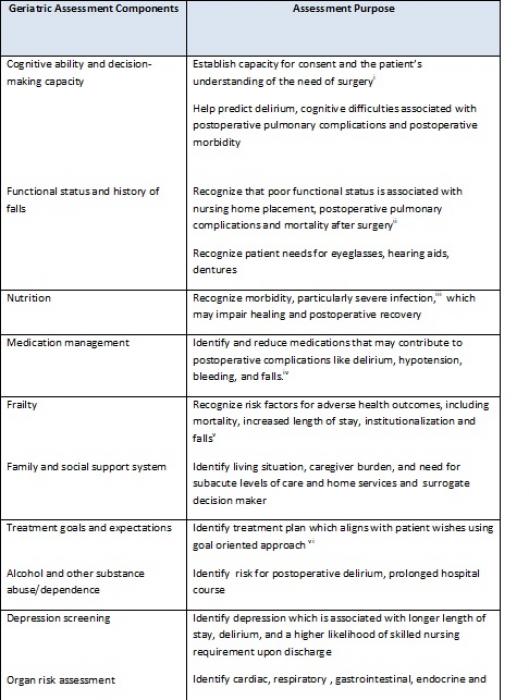 Geriatric Assessment Components
Assessment Purpose
Cognitive ability and decision-
making capacity
Establish capacity for consent and the patient's
understanding of the need of surgery i
Help predict delirium, cognitive difficulties associated with
postoperative pulmonary complications and postoperative
morbidity
Functional status and history of
falls
Recognize that poor functional status is associated with
nursing home placement, postoperative pulmonary
complications and mortality after surgery ii
Recognize patient needs for eyeglasses, hearing aids,
dentures
Nutrition
Recognize morbidity, particularly severe infection, iii which
may impair healing and postoperative recovery
Medication management
Identify and reduce medications that may contribute to
postoperative complications like delirium, hypotension,
bleeding, and falls. iv
Frailty
Recognize risk factors for adverse health outcomes, including
mortality, increased length of stay, institutionalization and
falls v
Family and social support system
Identify living situation, caregiver burden, and need for
subacute levels of care and home services and surrogate
decision maker
Treatment goals and expectations
Identify treatment plan which aligns with patient wishes using
goal oriented approach vi
Alcohol and other substance
abuse/dependence
Identify risk for postoperative delirium, prolonged hospital
course
Depression screening
Identify depression which is associated with longer length of
stay, delirium, and a higher likelihood of skilled nursing
requirement upon discharge
Organ risk assessment
Identify cardiac, respiratory , gastrointestinal, endocrine and